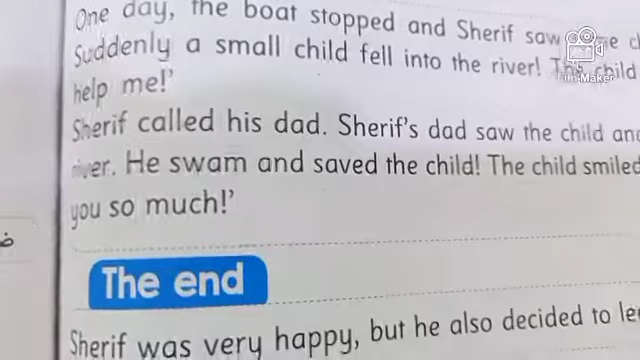 One day, the boat stopped and Sherif saw
Suddenly a small child fell into the river! This child
help me!'
Sherif called his dad. Sherif's dad saw the child and
river. He swam and saved the child! The child smiled
you so much!'
ض
The end
Sherif was very happy, but he also decided to